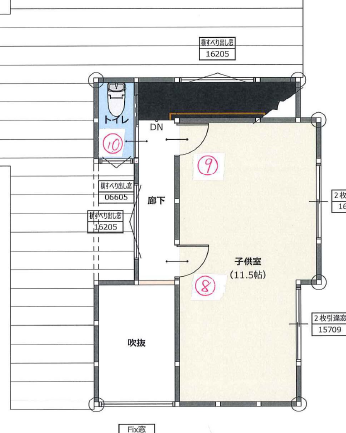 縦すべり出し窓
16205
トイレ
DN
⑩
⑨
縦すべり出し窓
06605
廊下
2枚
16
縦すべり出し窓
16205
子供室
(11.5帖)
⑧
2枚引違窓
15709
吹抜
Fix窓